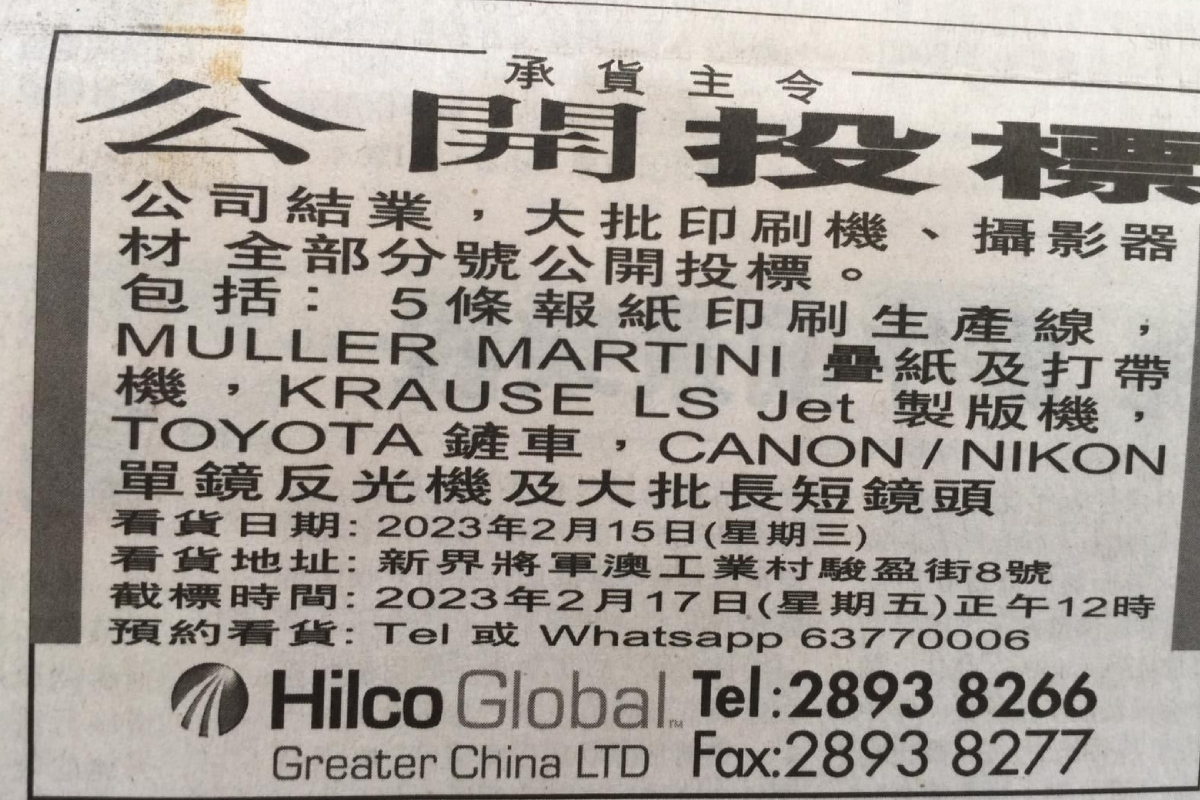 承貨主令
公開投標
公司結業，大批印刷機、攝影器
材 全部分號公開投標。
包括： 5條報紙印刷生產線，
MULLER MARTINI 疊紙及打帶
機，KRAUSE LS Jet 製版機，
TOYOTA 鏟車，CANON / NIKON
單鏡反光機及大批長短鏡頭
看貨日期: 2023年2月15日(星期三)
看貨地址: 新界將軍澳工業村駿盈街8號
截標時間: 2023年2月17日(星期五)正午12時
預約看貨: Tel 或 Whatsapp 63770006
Hilco Global™ Tel:2893 8266
Greater China LTD Fax:2893 8277